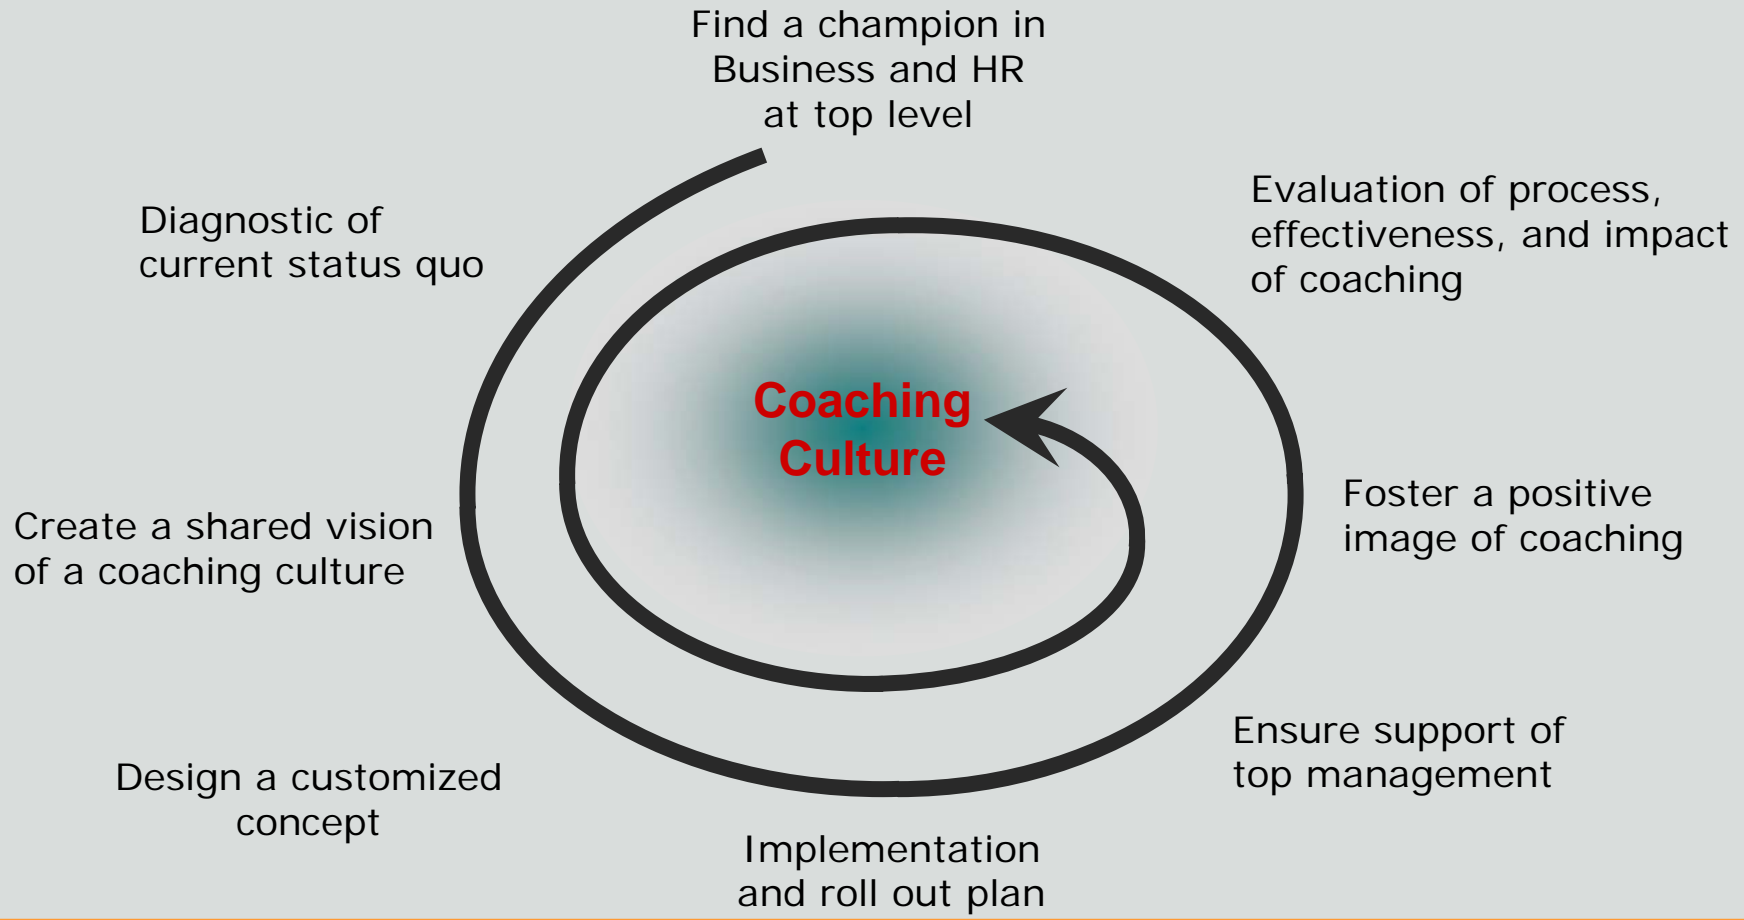 Find a champion in
Business and HR
at top level
Diagnostic of
current status quo
Create a shared vision
of a coaching culture
Design a customized
concept
Implementation
and roll out plan
Ensure support of
top management
Foster a positive
image of coaching
Evaluation of process,
effectiveness, and impact
of coaching
Coaching
Culture